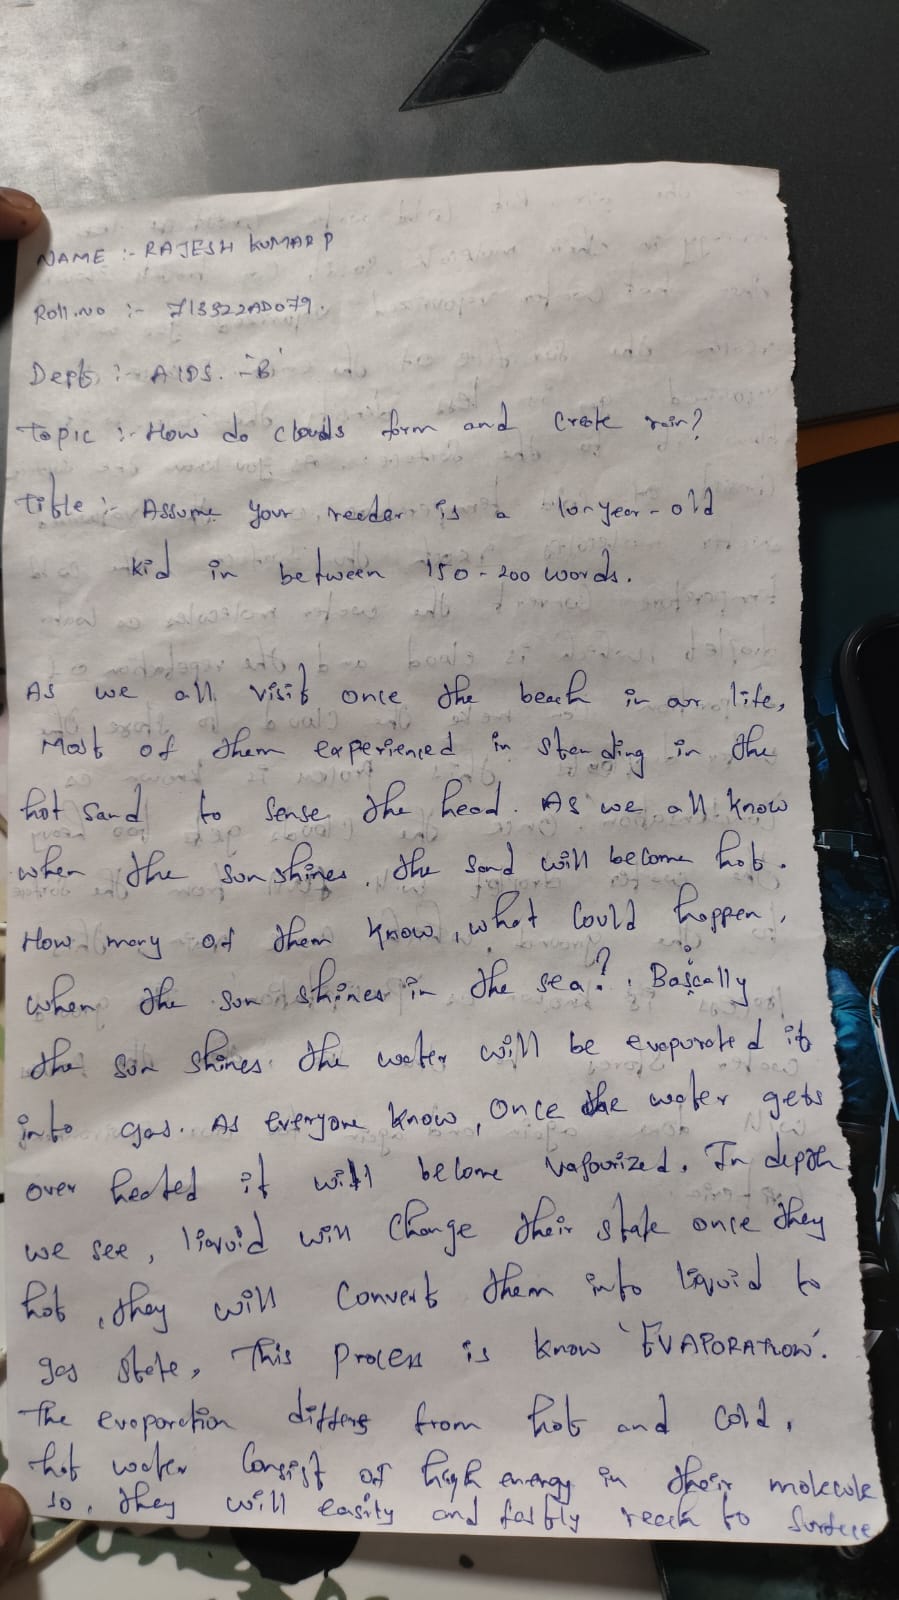 NAME :- RAJESH KUMAR P
Roll.no :- 713322AD079.
Dept :- AIDS. -'B'
Topic :- How do clouds form and create rain?
Title :- Assume your reader is a 10-year-old
kid in between 150-200 words.
As we all visit once the beach in our life,
Most of them experienced in standing in the
hot sand to sense the head. As we all know
when the sun shines, the sand will become hot.
How many of them know, what could happen,
when the sun shines in the sea?. Bascally
the sun shines the water will be evaporated it
into gas. As everyone know, once the water gets
over heated it will become vapourized. In depth
we see, liquid will change their state once they
hot, they will convert them into liquid to
gas state, This process is know 'EVAPORATION'.
The evaporation differs from hot and cold,
hot water consist of high energy in their molecule
so, they will easity and fastly reach to surface